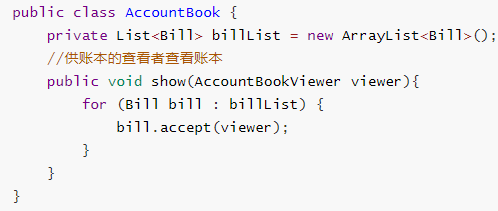 public class AccountBook {
    private List<Bill> billList = new ArrayList<Bill>();
    //供账本的查看者查看账本
    public void show(AccountBookViewer viewer){
        for (Bill bill : billList) {
            bill.accept(viewer);
        }
    }
}